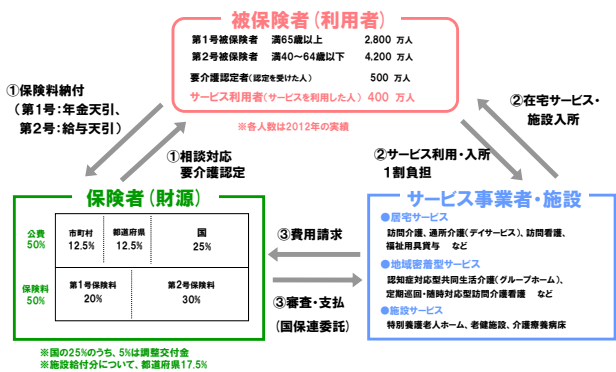 被保険者(利用者)
第1号被保険者 満65歳以上 2,800 万人
第2号被保険者 満40～64歳以下 4,200 万人
要介護認定者(認定を受けた人) 500 万人
サービス利用者(サービスを利用した人) 400 万人
※各人数は2012年の実績
①保険料納付
(第1号:年金天引、
第2号:給与天引)
①相談対応
要介護認定
②サービス利用・入所
1割負担
②在宅サービス・
施設入所
保険者(財源)
公費
50%
市町村
12.5%
都道府県
12.5%
国
25%
保険料
50%
第1号保険料
20%
第2号保険料
30%
※国の25%のうち、5%は調整交付金
※施設給付分について、都道府県17.5%
③費用請求
③審査・支払
(国保連委託)
サービス事業者・施設
●居宅サービス
訪問介護、通所介護(デイサービス)、訪問看護、
福祉用具貸与 など
●地域密着型サービス
認知症対応型共同生活介護(グループホーム)、
定期巡回・随時対応型訪問介護看護 など
●施設サービス
特別養護老人ホーム、老健施設、介護療養病床